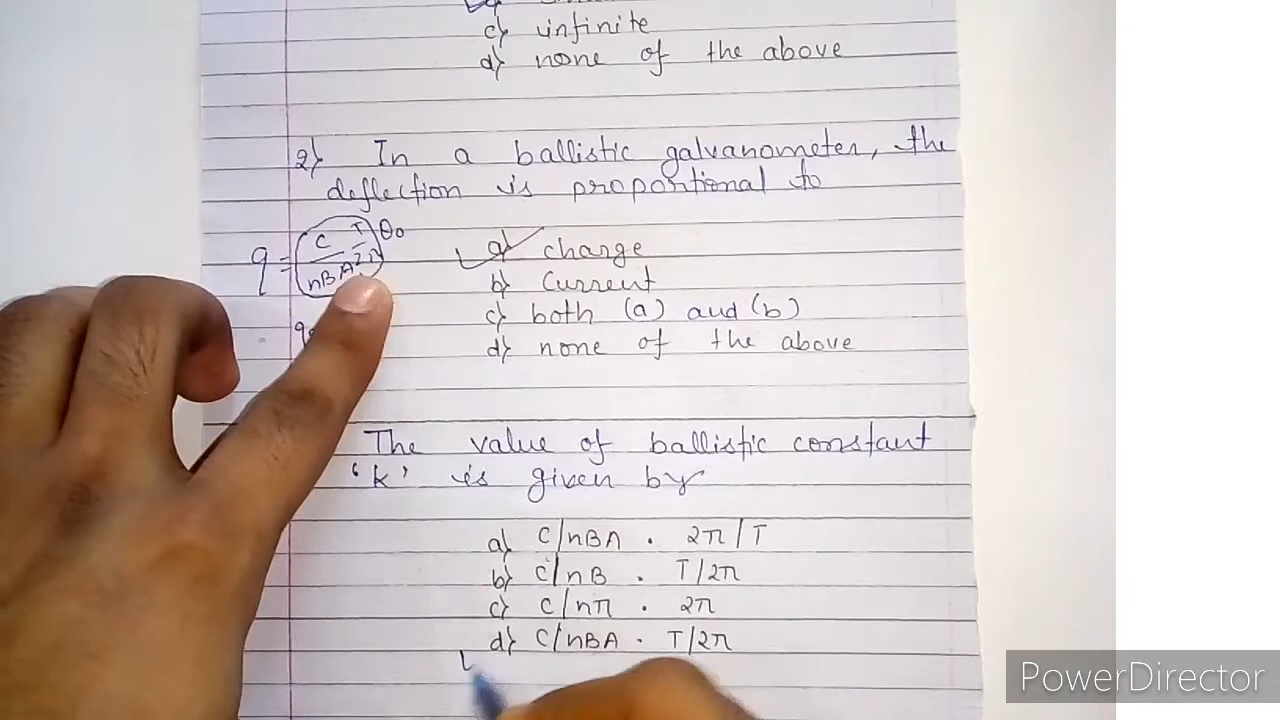 c) infinite
d) none of the above
2) In a ballistic galvanometer, the
deflection is proportional to
q = C/nBA T/2π θ₀
a) charge
b) Current
c) both (a) and (b)
d) none of the above
The value of ballistic constant
'k' is given by
a) C/nBA . 2π/T
b) C/nB . T/2π
c) C/nπ . 2π
d) C/nBA . T/2π
PowerDirector